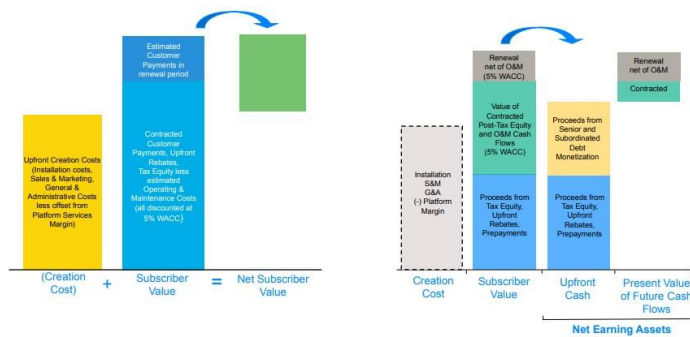 Estimated
Customer
Payments in
renewal period
Contracted
Customer
Payments, Upfront
Rebates,
Tax Equity less
estimated
Operating &
Maintenance Costs
(all discounted at
5% WACC)
Upfront Creation Costs
(Installation costs,
Sales & Marketing,
General &
Administrative Costs
less offset from
Platform Services
Margin)
(Creation
Cost)
+
Subscriber
Value
=
Net Subscriber
Value
Renewal
net of O&M
(5% WACC)
Value of
Contracted
Post-Tax Equity
and O&M Cash
Flows
(5% WACC)
Proceeds from
Tax Equity,
Upfront
Rebates,
Prepayments
Installation
S&M
G&A
(-) Platform
Margin
Proceeds from
Senior and
Subordinated
Debt
Monetization
Proceeds from
Tax Equity,
Upfront
Rebates,
Prepayments
Renewal
net of O&M
Contracted
Creation
Cost
Subscriber
Value
Upfront
Cash
Present Value
of Future Cash
Flows
Net Earning Assets